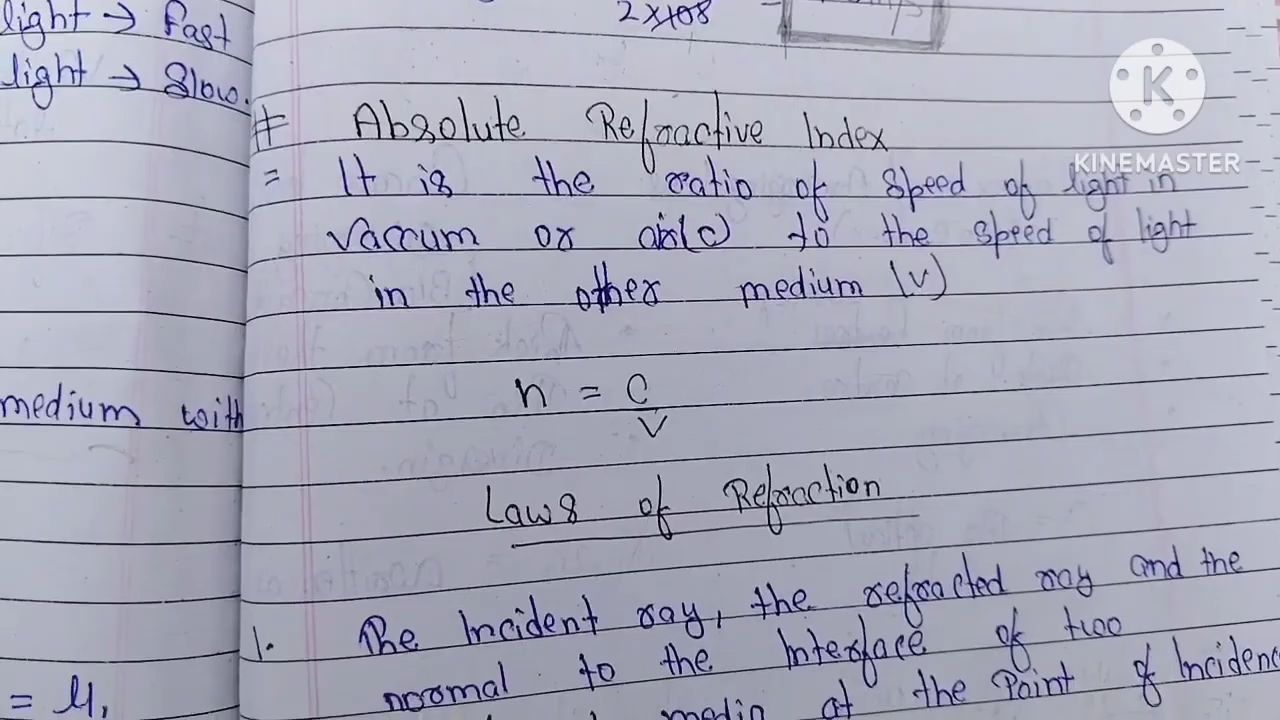 light → Fast
light → Slow.
2x108
# Absolute Refractive Index
= It is the ratio of speed of light in
Vaccum or air(c) to the speed of light
in the other medium (v)
medium with
n = C
V
Laws of Refraction
1. The Incident ray, the refracted ray and the
normal to the Interface of two
= μ,
media at the Point of Incidenc
K
KINEMASTER